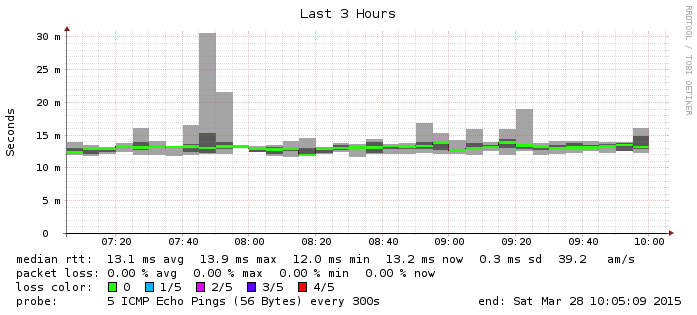 Last 3 Hours
RRDTOOL / TOBI OETIKER
Seconds
30 m
25 m
20 m
15 m
10 m
5 m
0
07:20 07:40 08:00 08:20 08:40 09:00 09:20 09:40 10:00
median rtt: 13.1 ms avg 13.9 ms max 12.0 ms min 13.2 ms now 0.3 ms sd 39.2 am/s
packet loss: 0.00 % avg 0.00 % max 0.00 % min 0.00 % now
loss color: 0 1/5 2/5 3/5 4/5
probe: 5 ICMP Echo Pings (56 Bytes) every 300s end: Sat Mar 28 10:05:09 2015